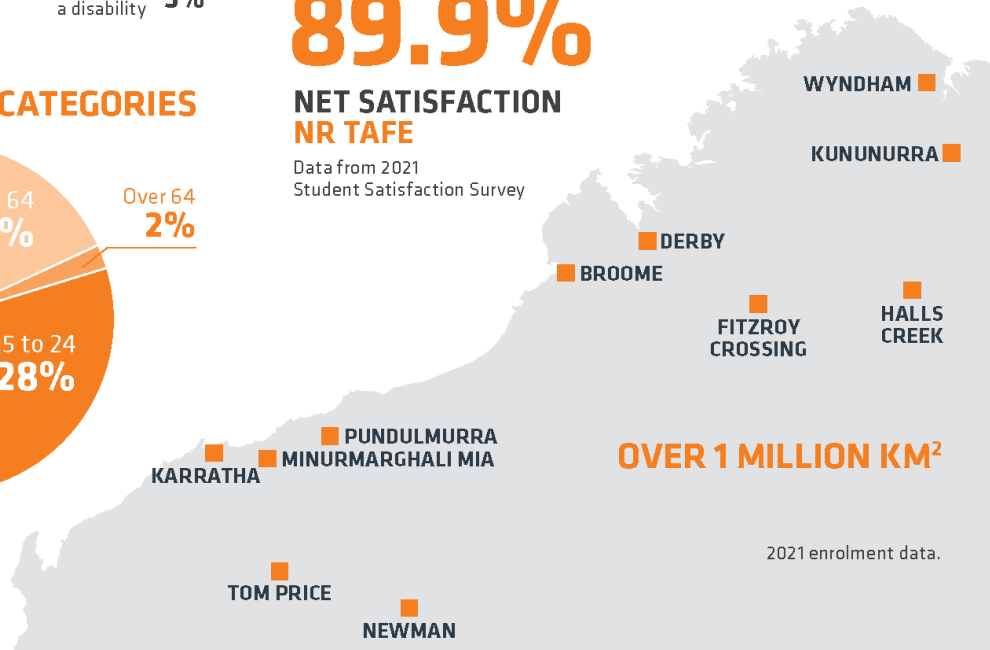 a disability
89.9%
NET SATISFACTION
NR TAFE
Data from 2021
Student Satisfaction Survey
CATEGORIES
64
%
Over 64
2%
5 to 24
28%
WYNDHAM
KUNUNURRA
DERBY
BROOME
FITZROY
CROSSING
HALLS
CREEK
PUNDULMURRA
MINURMARGHALI MIA
KARRATHA
OVER 1 MILLION KM²
2021 enrolment data.
TOM PRICE
NEWMAN